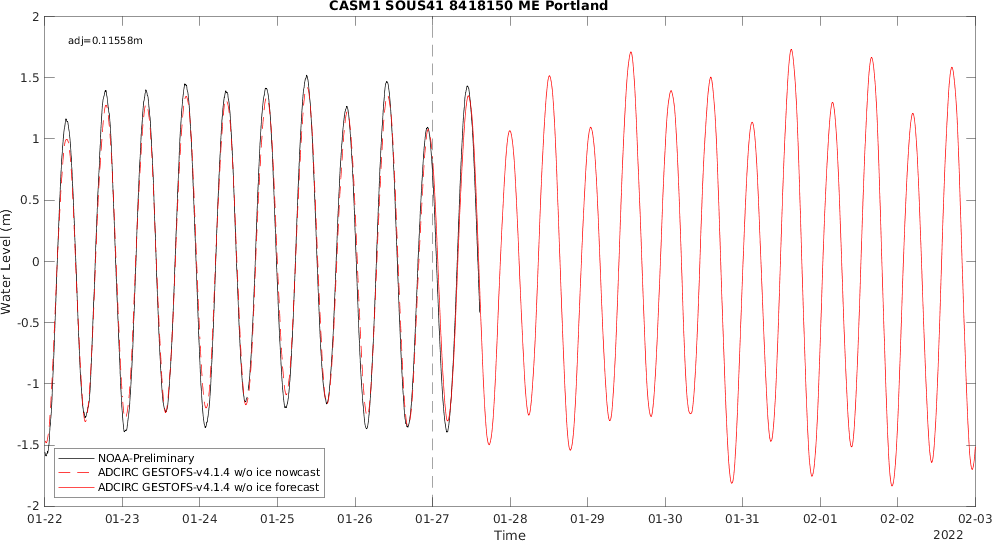 CASM1 SOUS41 8418150 ME Portland
adj=0.11558m
2
1.5
1
0.5
0
-0.5
-1
-1.5
-2
Water Level (m)
NOAA-Preliminary
ADCIRC GESTOFS-v4.1.4 w/o ice nowcast
ADCIRC GESTOFS-v4.1.4 w/o ice forecast
01-22 01-23 01-24 01-25 01-26 01-27 01-28 01-29 01-30 01-31 02-01 02-02 02-03
Time
2022